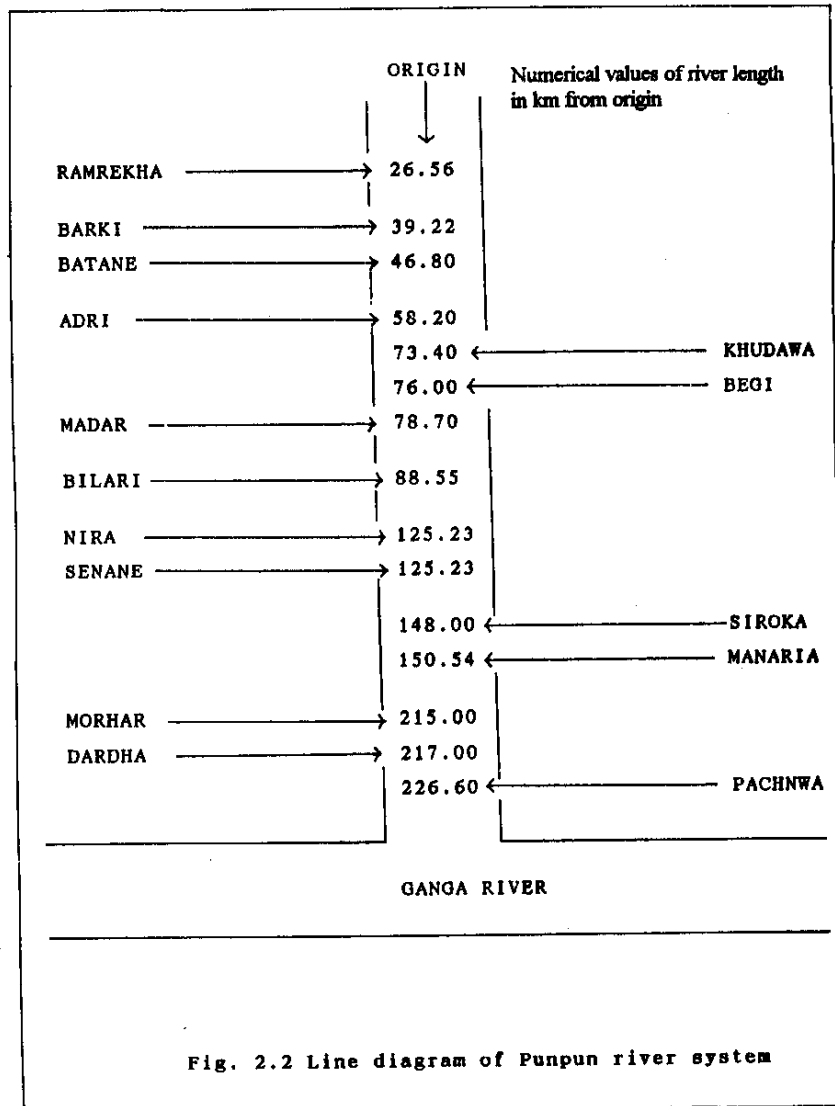 ORIGIN
Numerical values of river length
in km from origin
RAMREKHA 26.56
BARKI 39.22
BATANE 46.80
ADRI 58.20
73.40 KHUDAWA
76.00 BEGI
MADAR 78.70
BILARI 88.55
NIRA 125.23
SENANE 125.23
148.00 SIROKA
150.54 MANARIA
MORHAR 215.00
DARDHA 217.00
226.60 PACHNWA
GANGA RIVER
Fig. 2.2 Line diagram of Punpun river system